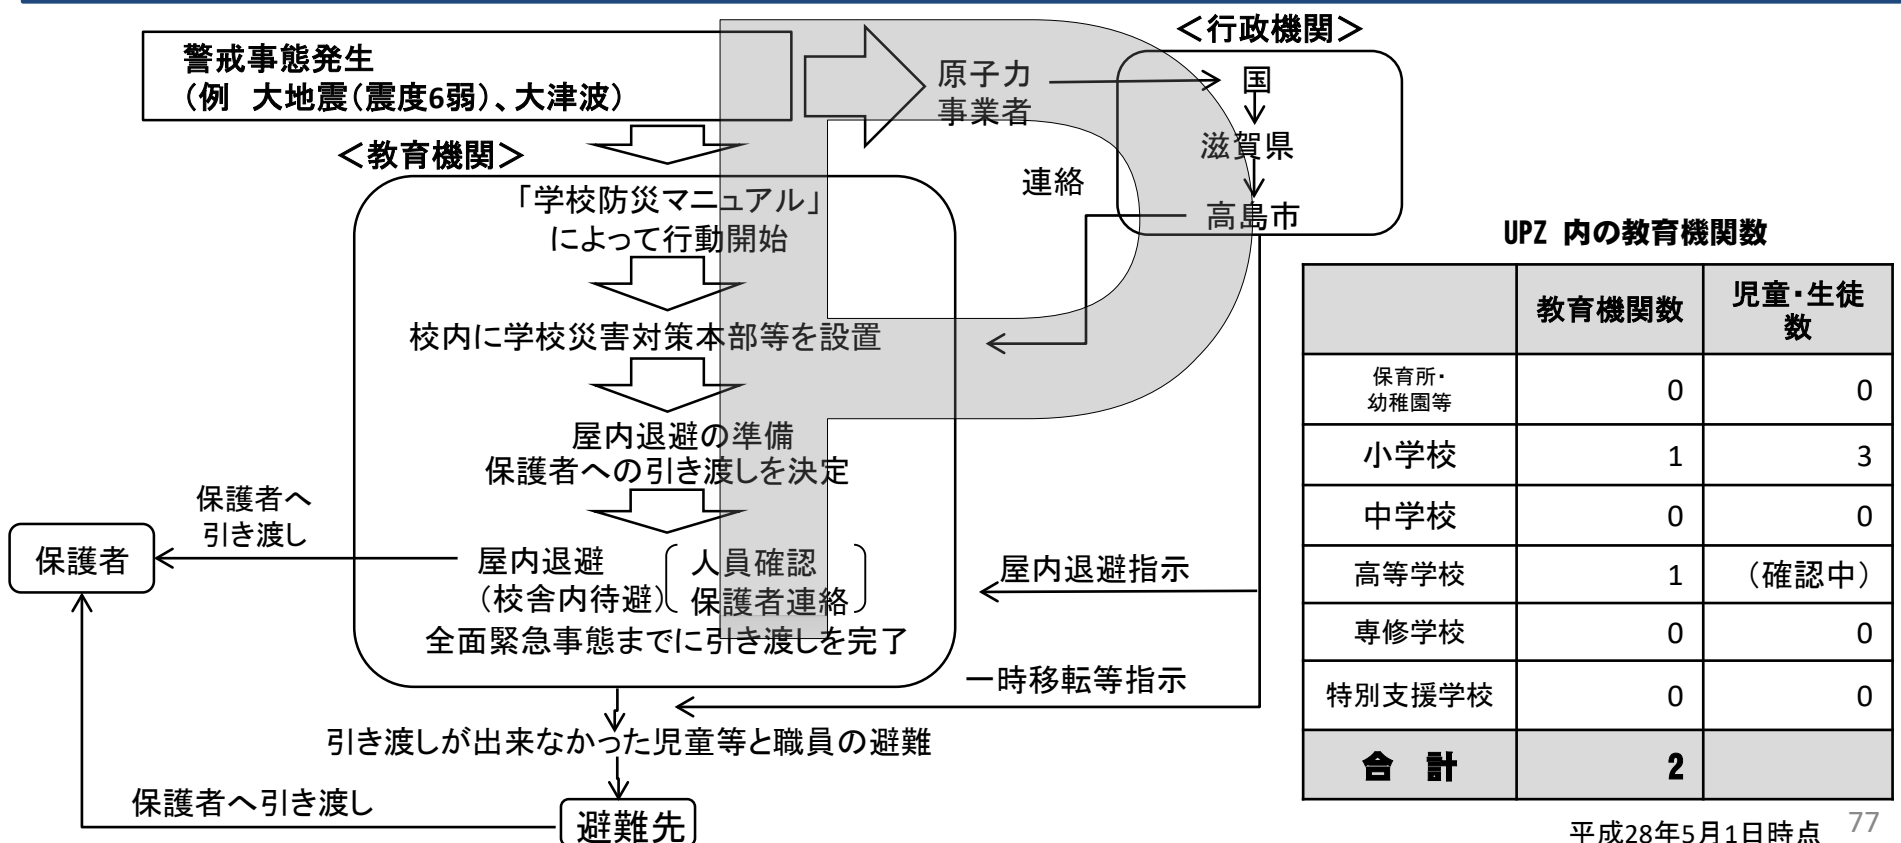 <行政機関>
警戒事態発生
(例　大地震(震度6弱)、大津波)
原子力
事業者
国
滋賀県
高島市
連絡
<教育機関>
「学校防災マニュアル」
によって行動開始
校内に学校災害対策本部等を設置
屋内退避の準備
保護者への引き渡しを決定
保護者へ
引き渡し
保護者
屋内退避
(校舎内待避)
人員確認
保護者連絡
全面緊急事態までに引き渡しを完了
屋内退避指示
一時移転等指示
引き渡しが出来なかった児童等と職員の避難
保護者へ引き渡し
避難先
UPZ 内の教育機関数
教育機関数 児童・生徒
数
保育所・
幼稚園等 0 0
小学校 1 3
中学校 0 0
高等学校 1 (確認中)
専修学校 0 0
特別支援学校 0 0
合　計 2
平成28年5月1日時点
77
P